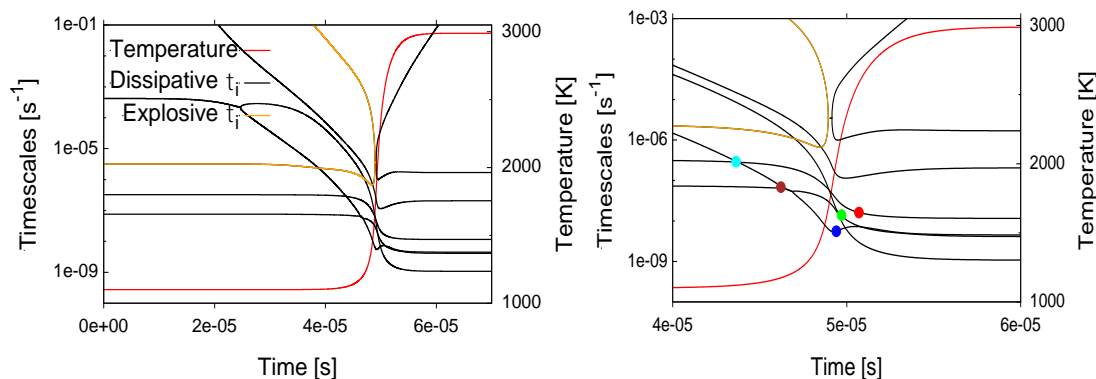 1e-01
1e-05
1e-09
Timescales [s⁻¹]
Temperature
Dissipative τi
Explosive τi
3000
2000
1000
Temperature [K]
0e+00
2e-05
4e-05
6e-05
Time [s]
1e-03
1e-06
1e-09
Timescales [s⁻¹]
3000
2000
1000
Temperature [K]
4e-05
5e-05
6e-05
Time [s]